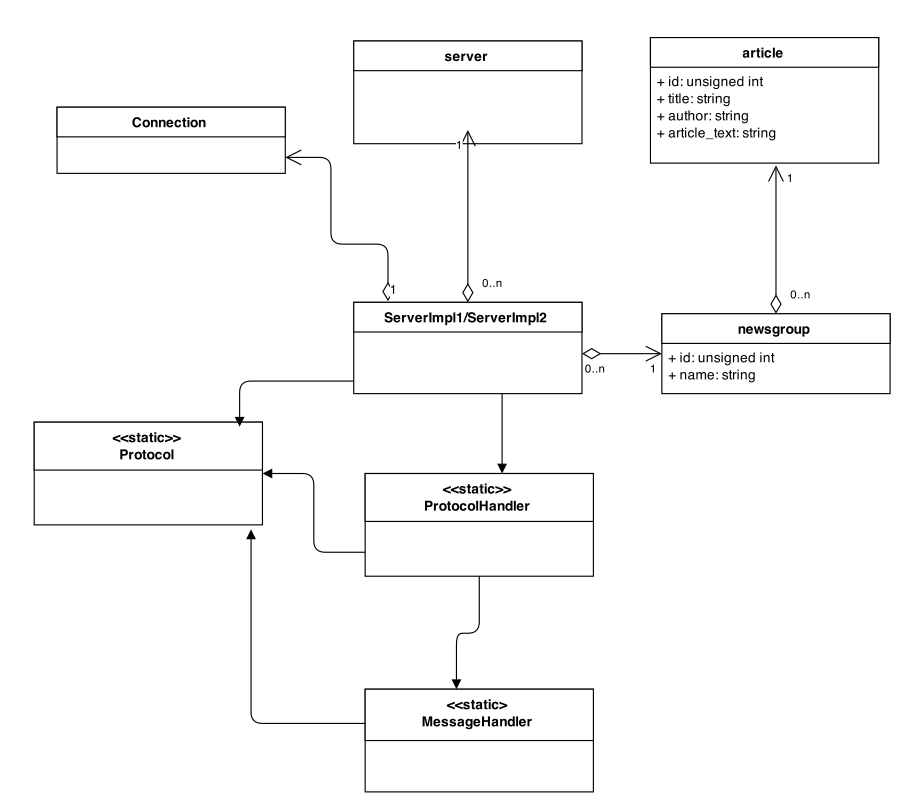 server
article
+ id: unsigned int
+ title: string
+ author: string
+ article_text: string
Connection
1
1
1
0..n
0..n
ServerImpl1/ServerImpl2
newsgroup
+ id: unsigned int
+ name: string
0..n
1
<<static>>
Protocol
<<static>>
ProtocolHandler
<<static>
MessageHandler